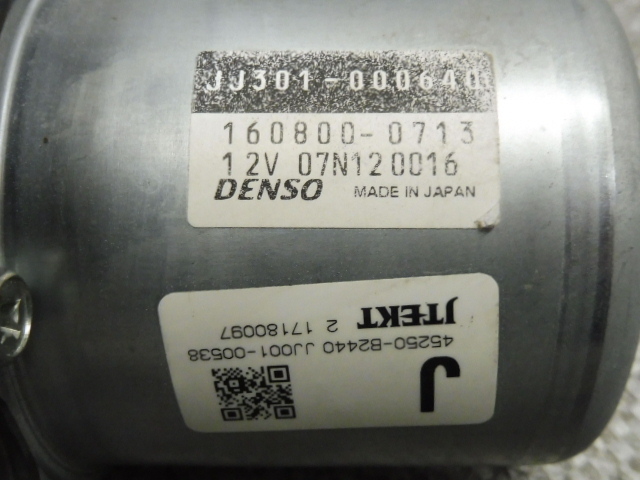 JJ301-000640
160800-0713
12V 07N120016
DENSO MADE IN JAPAN
J
45250-B2440 JJ001-00538
JTEKT 2 17180097